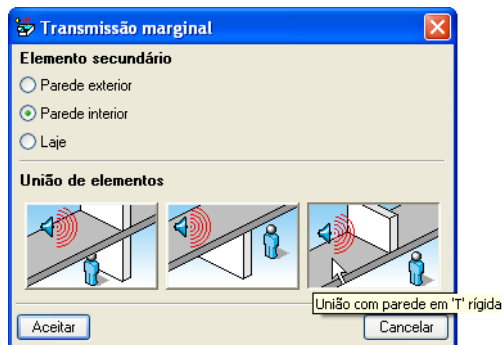 Transmissão marginal
Elemento secundário
Parede exterior
Parede interior
Laje
União de elementos
União com parede em 'T' rígida
Aceitar
Cancelar